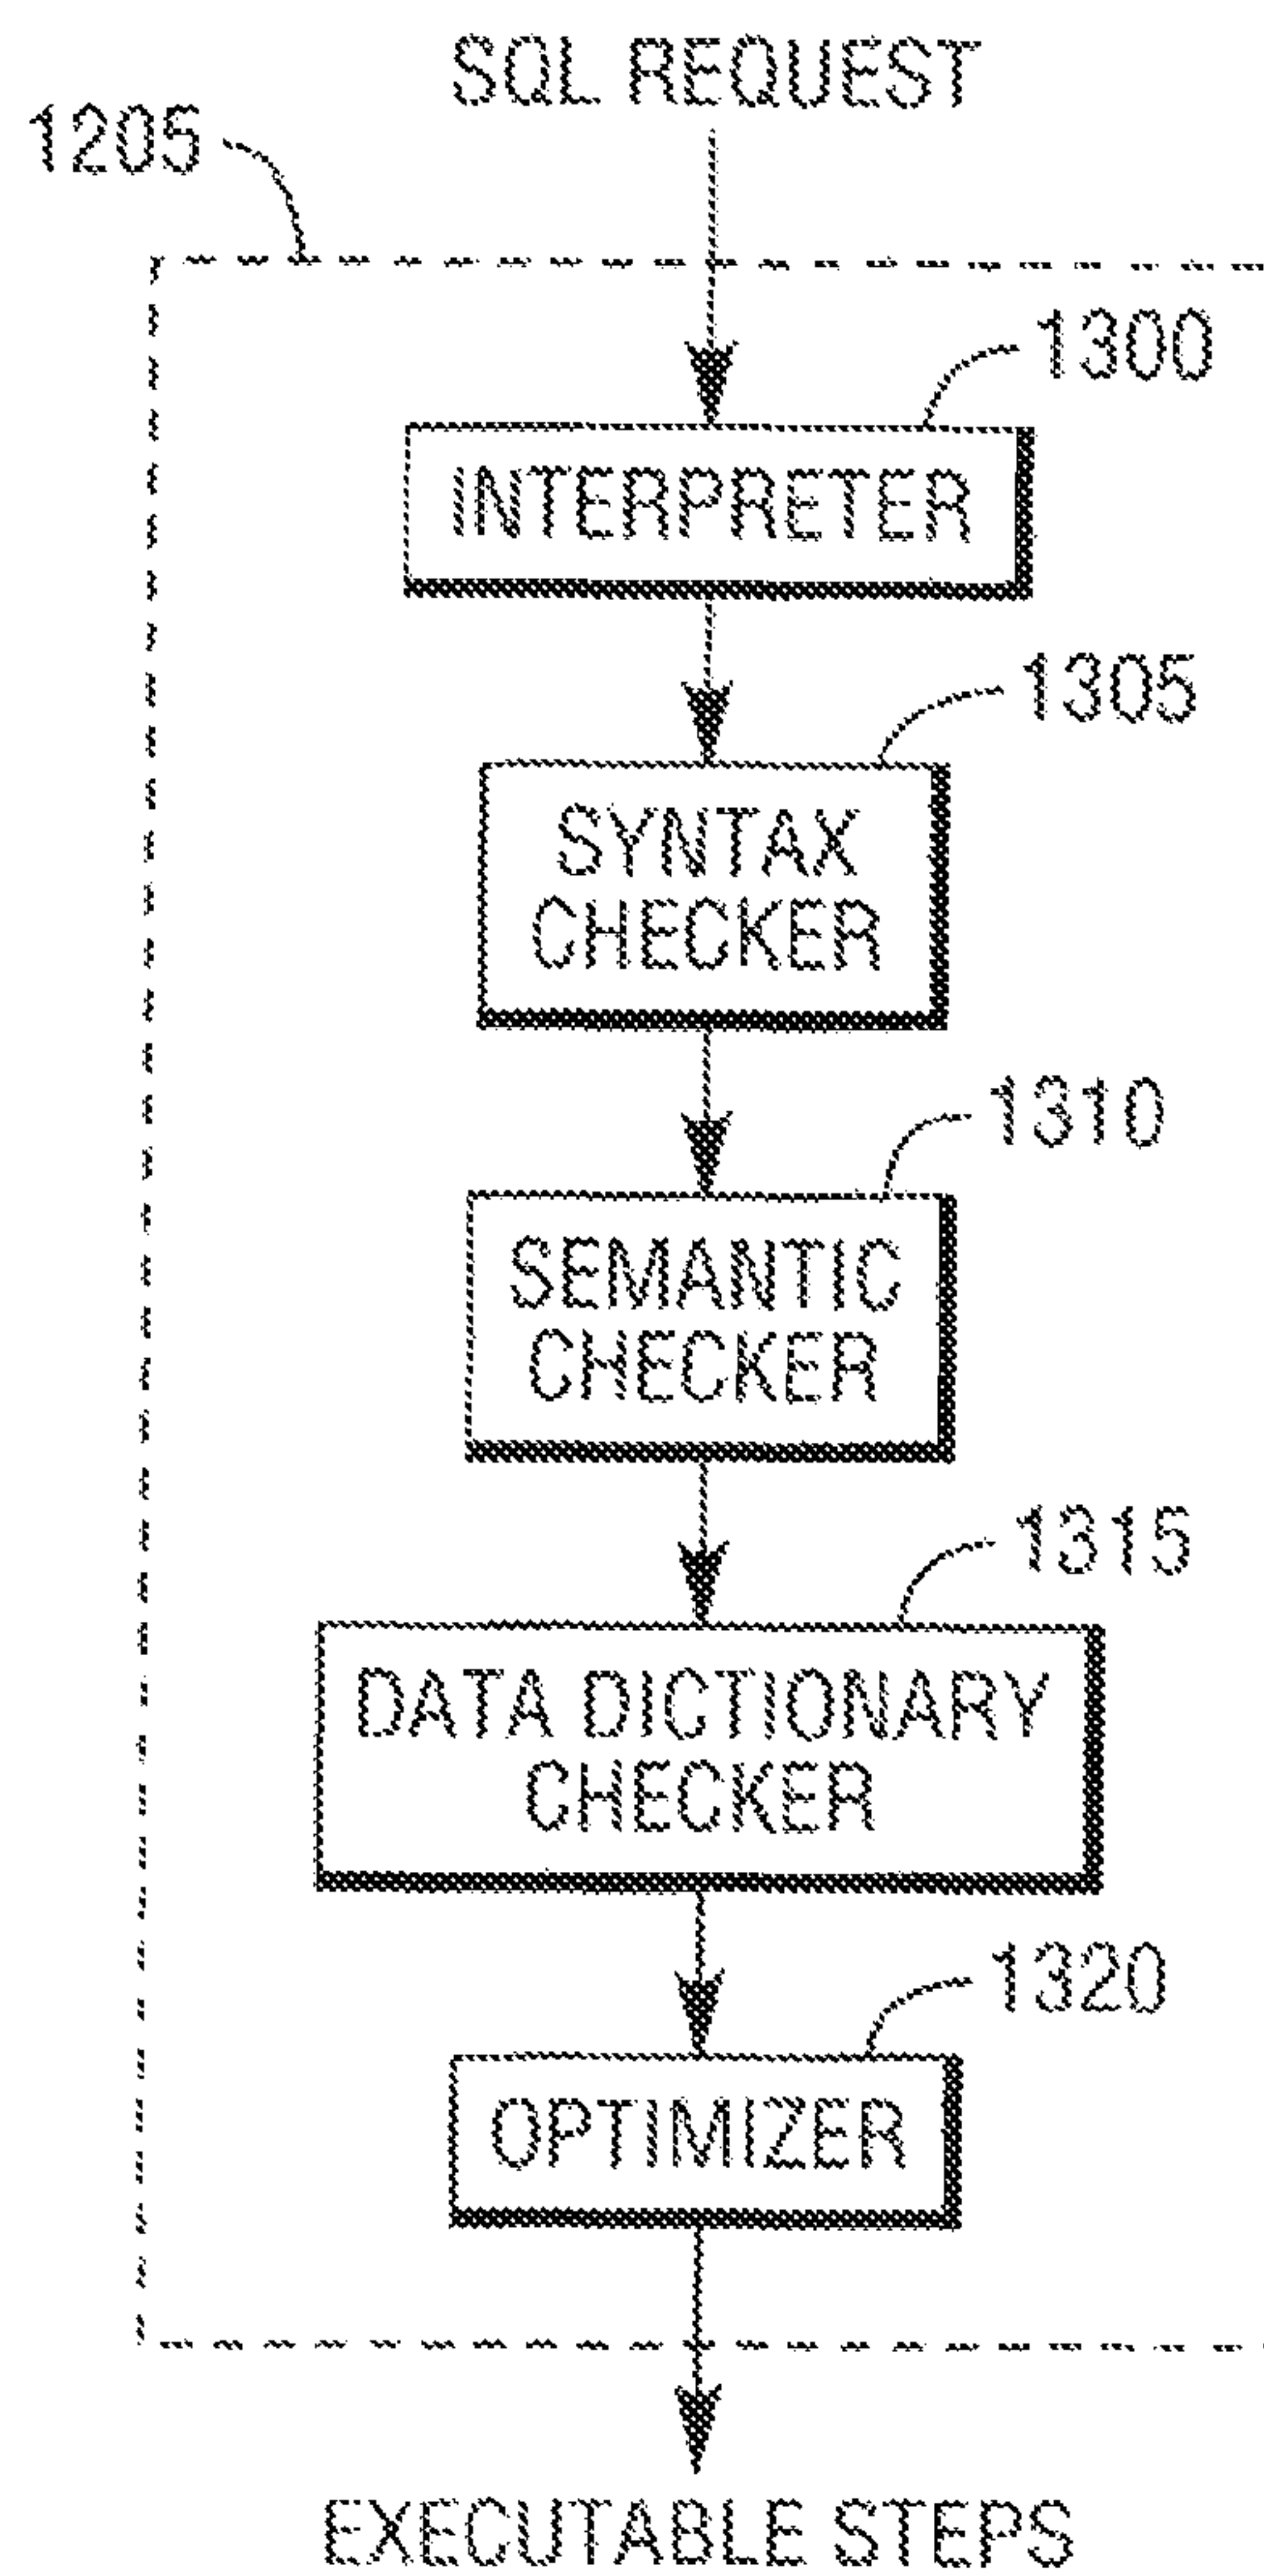 SQL REQUEST
1205
1300
INTERPRETER
1305
SYNTAX
CHECKER
1310
SEMANTIC
CHECKER
1315
DATA DICTIONARY
CHECKER
1320
OPTIMIZER
EXECUTABLE STEPS